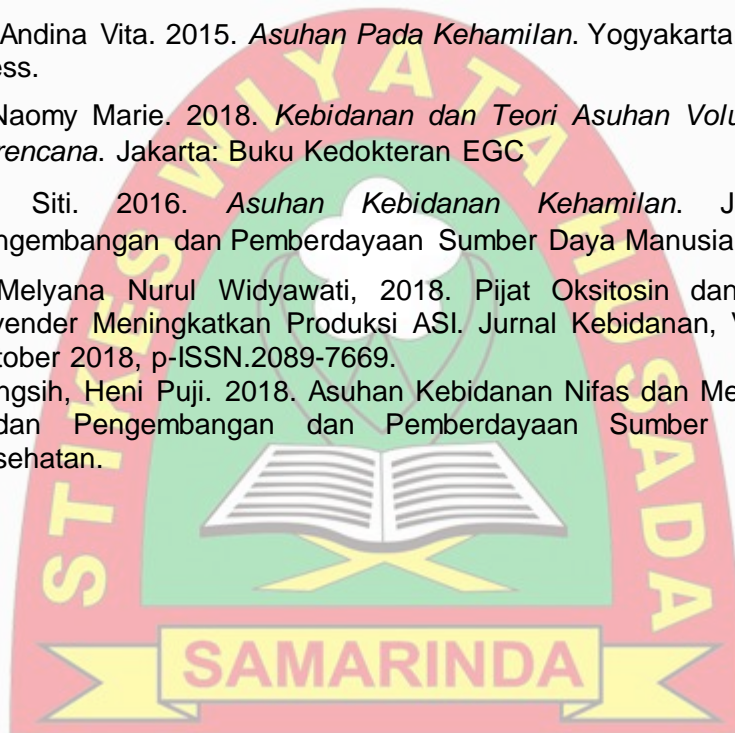 Andina Vita. 2015. Asuhan Pada Kehamilan. Yogyakarta
ess.
Naomy Marie. 2018. Kebidanan dan Teori Asuhan Volu
rencana. Jakarta: Buku Kedokteran EGC
Siti. 2016. Asuhan Kebidanan Kehamilan. J
ngembangan dan Pemberdayaan Sumber Daya Manusia
Melyana Nurul Widyawati, 2018. Pijat Oksitosin dan
vender Meningkatkan Produksi ASI. Jurnal Kebidanan, V
tober 2018, p-ISSN.2089-7669.
ngsih, Heni Puji. 2018. Asuhan Kebidanan Nifas dan Me
dan Pengembangan dan Pemberdayaan Sumber
sehatan.
STIKES WIYATA HUSADA
SAMARINDA